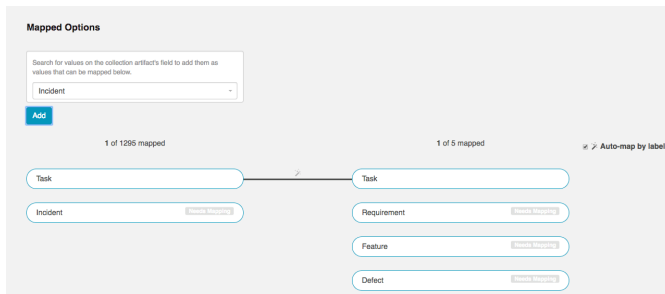 Mapped Options
Search for values on the collection artifact's field to add them as
values that can be mapped below.
Incident
Add
1 of 1295 mapped
1 of 5 mapped
Auto-map by label
Task
Task
Incident
Needs Mapping
Requirement
Needs Mapping
Feature
Needs Mapping
Defect
Needs Mapping